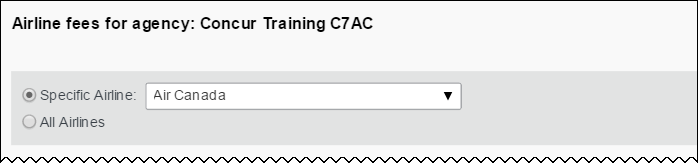 Airline fees for agency: Concur Training C7AC
Specific Airline: Air Canada
All Airlines